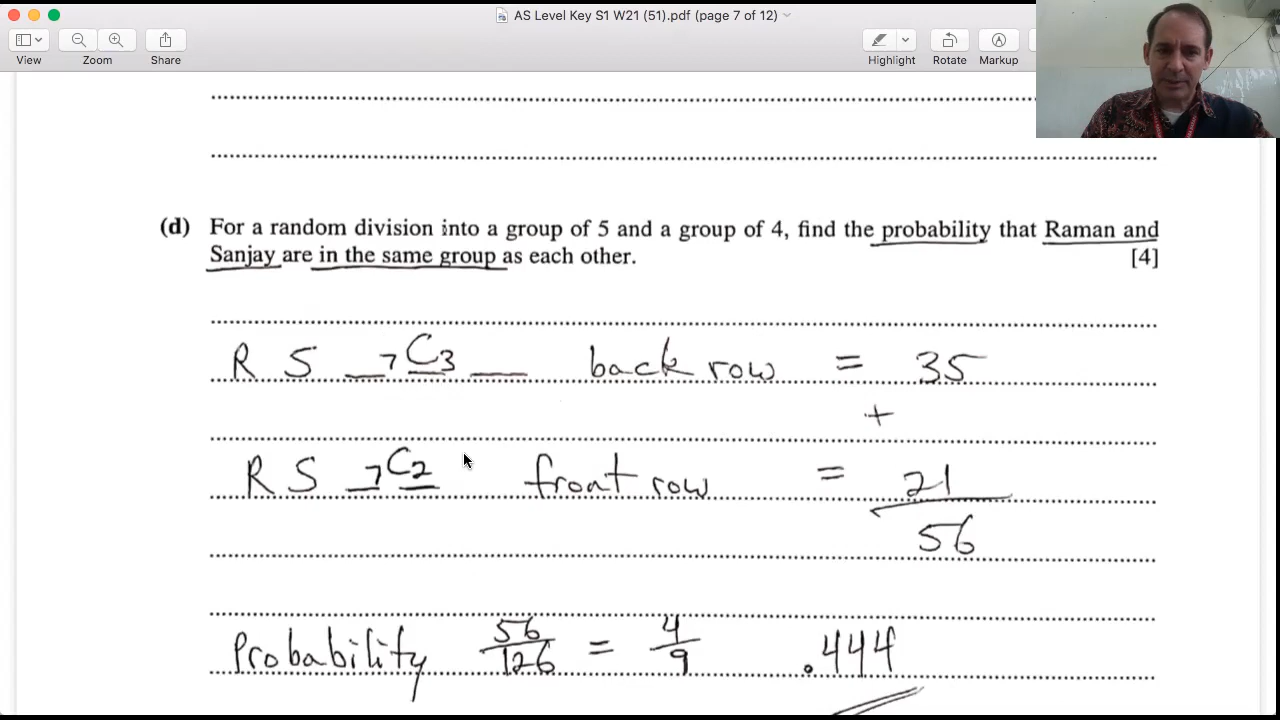 AS Level Key S1 W21 (51).pdf (page 7 of 12)
View Zoom Share Highlight Rotate Markup
(d) For a random division into a group of 5 and a group of 4, find the probability that Raman and
Sanjay are in the same group as each other. [4]
R S 7C3 back row = 35
+
R S 7C2 front row = 21
56
Probability 56/126 = 4/9 .444